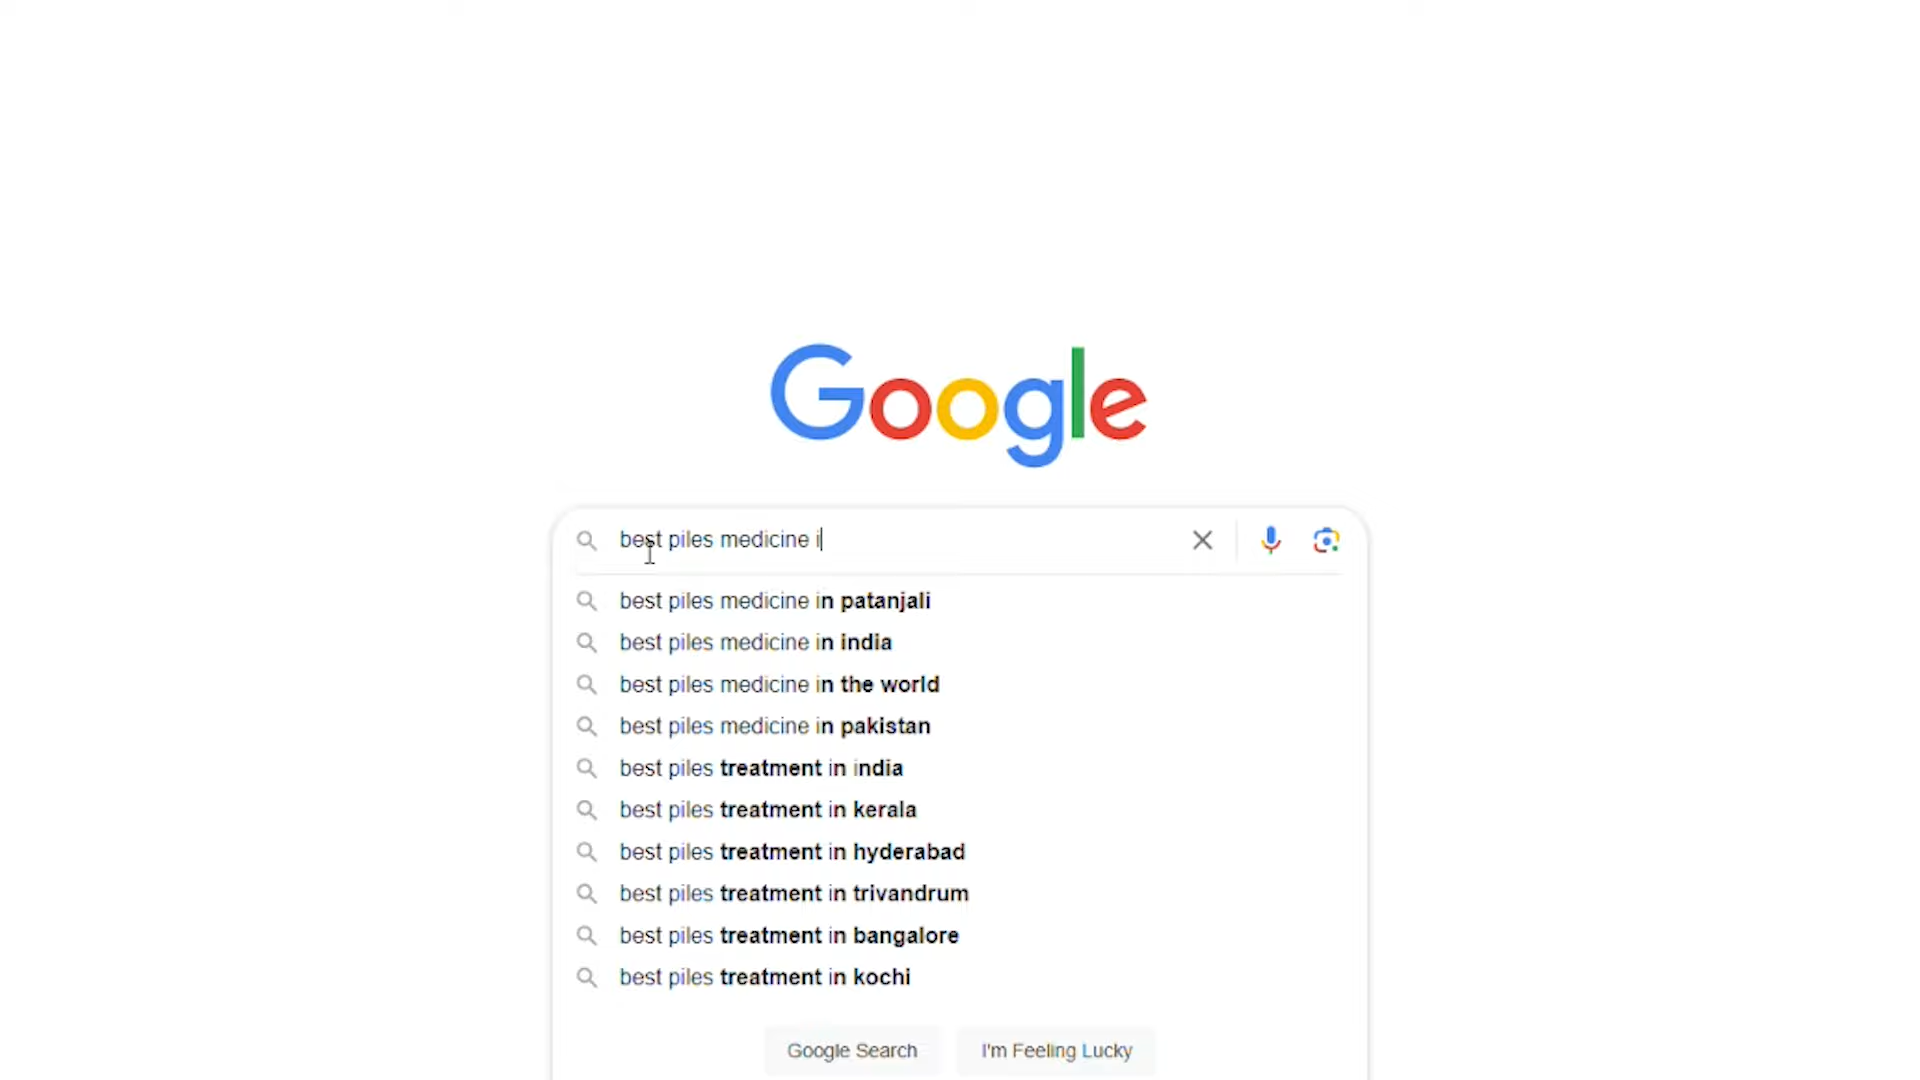 Google
best piles medicine i
best piles medicine in patanjali
best piles medicine in india
best piles medicine in the world
best piles medicine in pakistan
best piles treatment in india
best piles treatment in kerala
best piles treatment in hyderabad
best piles treatment in trivandrum
best piles treatment in bangalore
best piles treatment in kochi
Google Search I'm Feeling Lucky